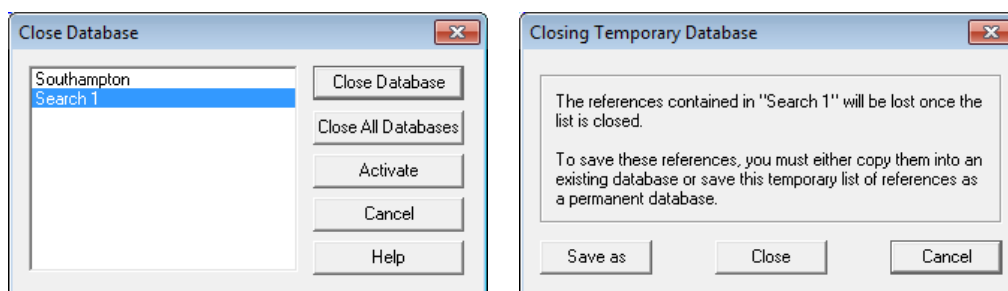 Close Database
Southampton
Search 1
Close Database
Close All Databases
Activate
Cancel
Help
Closing Temporary Database
The references contained in "Search 1" will be lost once the
list is closed.
To save these references, you must either copy them into an
existing database or save this temporary list of references as
a permanent database.
Save as
Close
Cancel